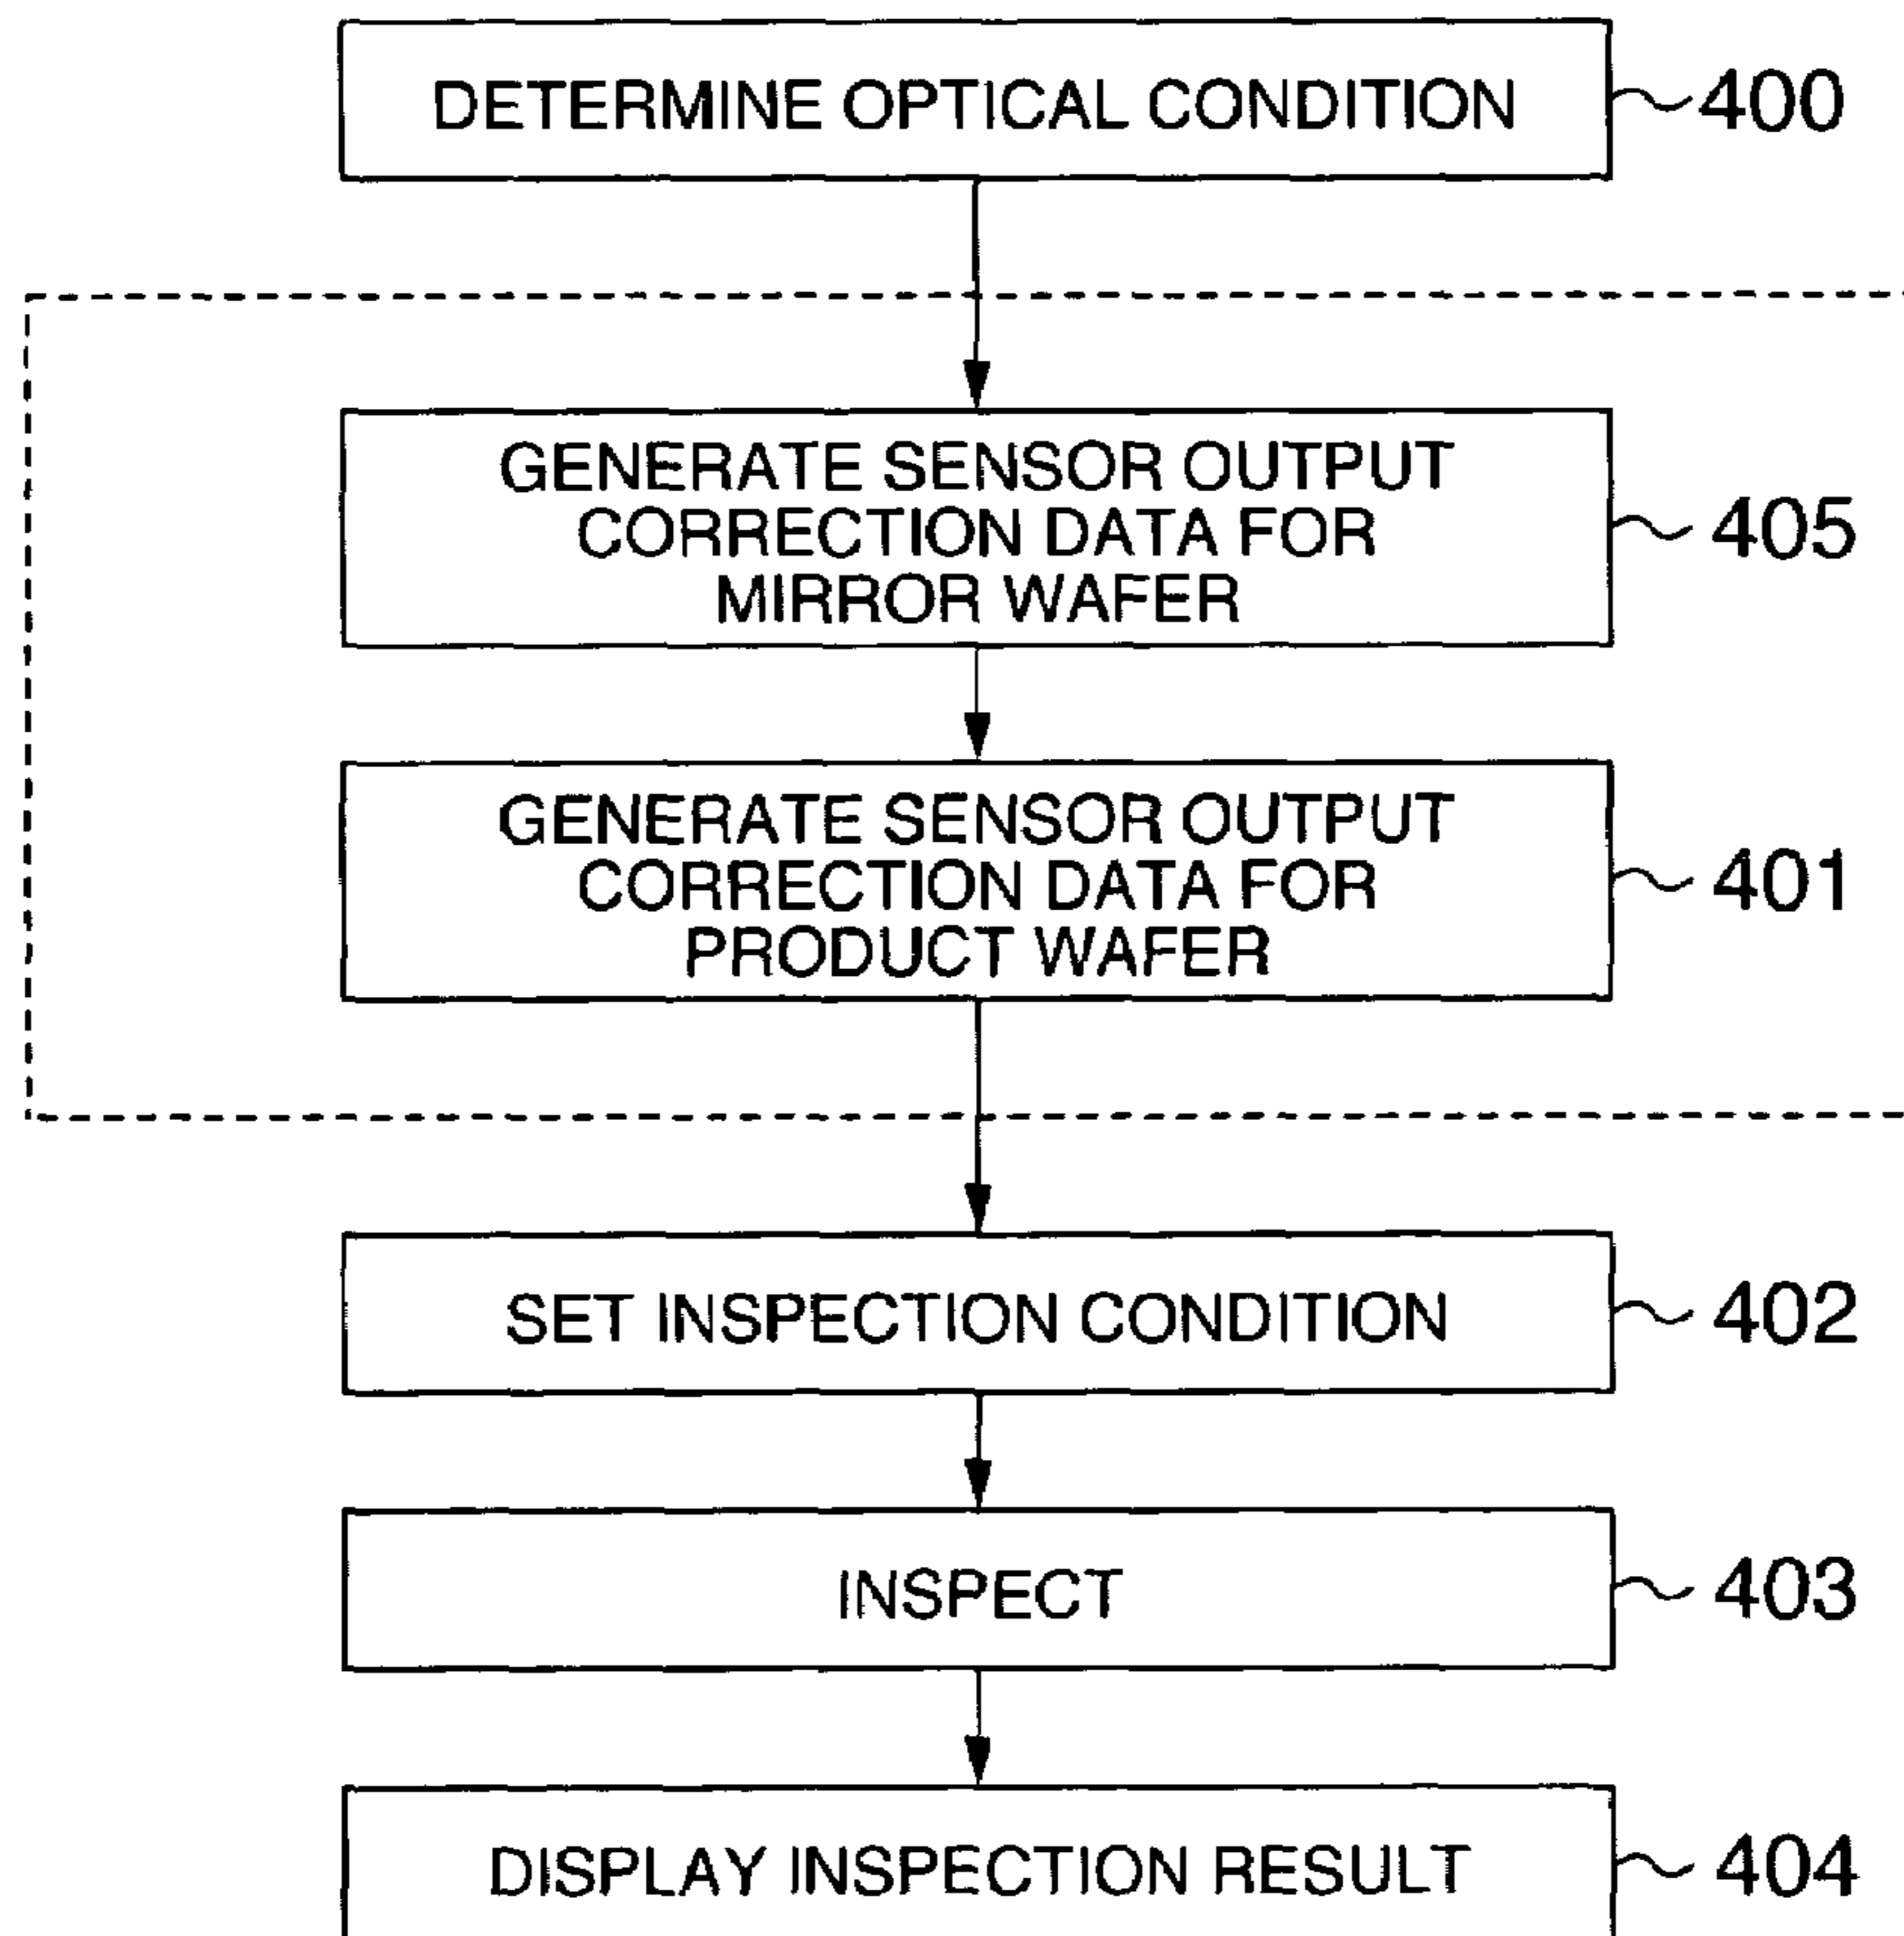 DETERMINE OPTICAL CONDITION
400
GENERATE SENSOR OUTPUT
CORRECTION DATA FOR
MIRROR WAFER
405
GENERATE SENSOR OUTPUT
CORRECTION DATA FOR
PRODUCT WAFER
401
SET INSPECTION CONDITION
402
INSPECT
403
DISPLAY INSPECTION RESULT
404